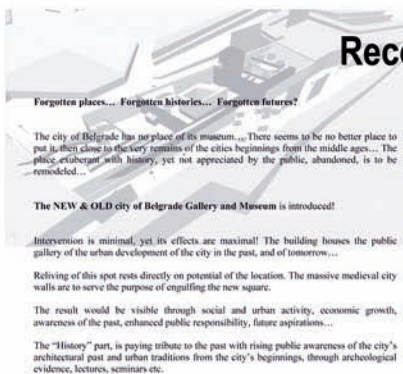 Rec
Forgotten places… Forgotten histories… Forgotten futures?
The city of Belgrade has no place of its museum… There seems to be no better place to
put it, then close to the very remains of the cities beginnings from the middle ages… The
place exuberant with history, yet not appreciated by the public, abandoned, is to be
remodeled…
The NEW & OLD city of Belgrade Gallery and Museum is introduced!
Intervention is minimal, yet its effects are maximal! The building houses the public
gallery of the urban development of the city in the past, and of tomorrow…
Reliving of this spot rests directly on potential of the location. The massive medieval city
walls are to serve the purpose of engulfing the new square.
The result would be visible through social and urban activity, economic growth,
awareness of the past, enhanced public responsibility, future aspirations…
The "History" part, is paying tribute to the past with rising public awareness of the city's
architectural past and urban traditions from the city's beginnings, through archeological
evidence, lectures, seminars etc.